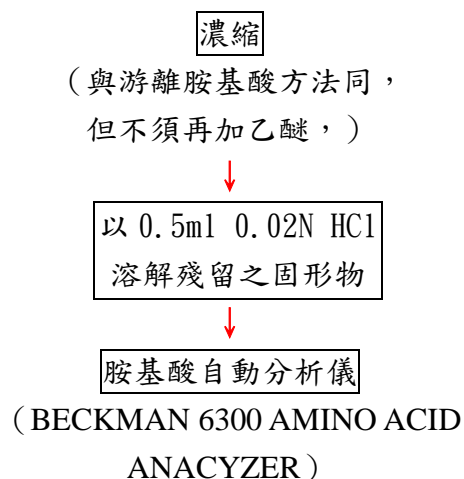 濃縮
（與游離胺基酸方法同，
但不須再加乙醚，）
以 0.5ml 0.02N HCl
溶解殘留之固形物
胺基酸自動分析儀
（BECKMAN 6300 AMINO ACID
ANACYZER）